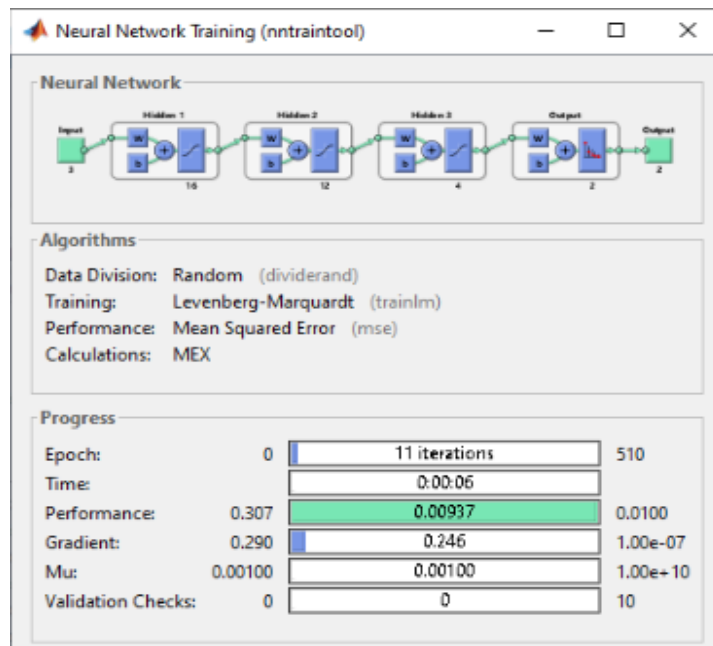 Neural Network Training (nntraintool)
Neural Network
Hidden 1 Hidden 2 Hidden 3 Output
Input Output
W W W W
b b b b
3 16 12 4 2 2
Algorithms
Data Division: Random (dividerand)
Training: Levenberg-Marquardt (trainlm)
Performance: Mean Squared Error (mse)
Calculations: MEX
Progress
Epoch: 0 11 iterations 510
Time: 0:00:06
Performance: 0.307 0.00937 0.0100
Gradient: 0.290 0.246 1.00e-07
Mu: 0.00100 0.00100 1.00e+10
Validation Checks: 0 0 10